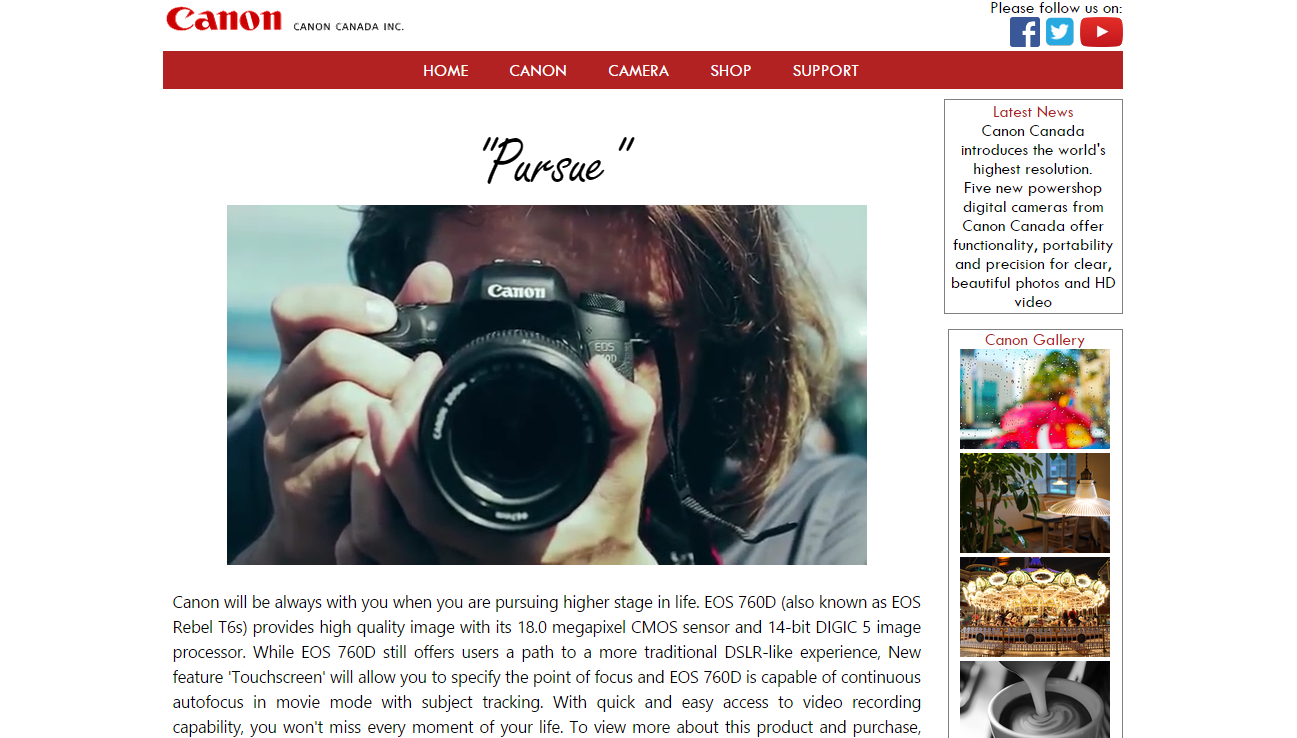 Canon CANON CANADA INC.
Please follow us on:
HOME CANON CAMERA SHOP SUPPORT
"Pursue"
Canon
EOS
760D
Canon will be always with you when you are pursuing higher stage in life. EOS 760D (also known as EOS
Rebel T6s) provides high quality image with its 18.0 megapixel CMOS sensor and 14-bit DIGIC 5 image
processor. While EOS 760D still offers users a path to a more traditional DSLR-like experience, New
feature 'Touchscreen' will allow you to specify the point of focus and EOS 760D is capable of continuous
autofocus in movie mode with subject tracking. With quick and easy access to video recording
capability, you won't miss every moment of your life. To view more about this product and purchase,
Latest News
Canon Canada
introduces the world's
highest resolution.
Five new powershop
digital cameras from
Canon Canada offer
functionality, portability
and precision for clear,
beautiful photos and HD
video
Canon Gallery